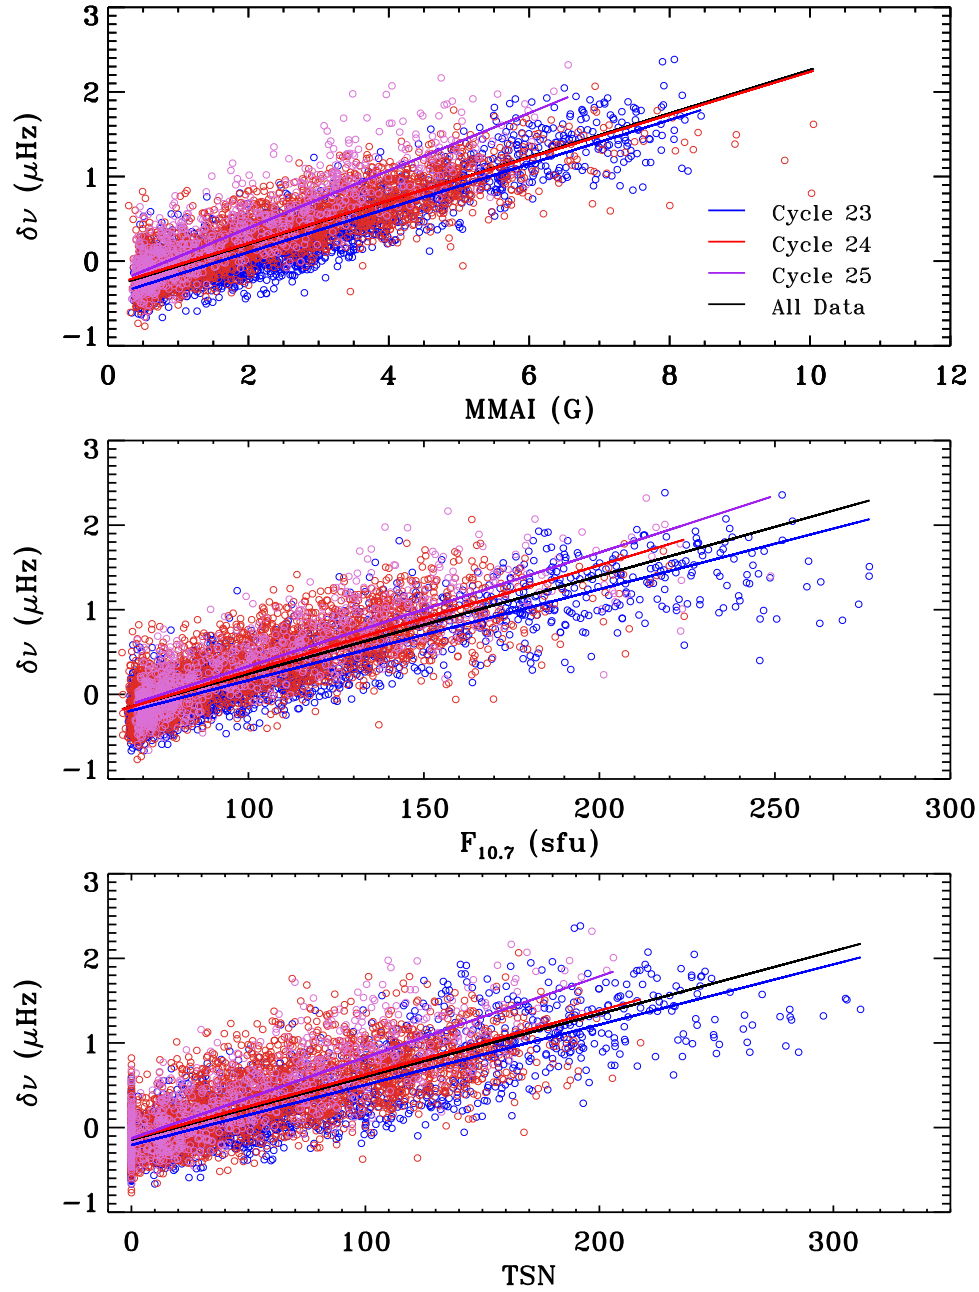 3
2
1
0
−1
δν (μHz)
Cycle 23
Cycle 24
Cycle 25
All Data
0 2 4 6 8 10 12
MMAI (G)
3
2
1
0
−1
δν (μHz)
100 150 200 250 300
F10.7 (sfu)
3
2
1
0
−1
δν (μHz)
0 100 200 300
TSN